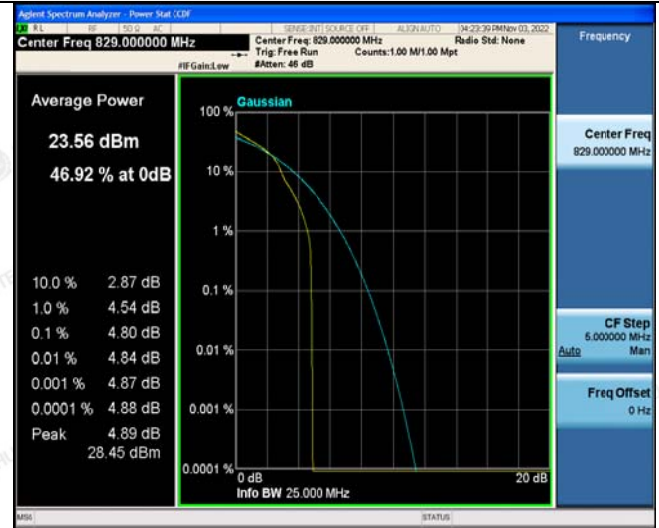 Agilent Spectrum Analyzer - Power Stat CCDF
RL RF 50 Ω AC SENSE:INT SOURCE OFF ALIGN AUTO 04:23:39 PM Nov 03, 2022
Center Freq 829.000000 MHz
Center Freq: 829.000000 MHz Radio Std: None
Trig: Free Run Counts:1.00 M/1.00 Mpt
#IFGain:Low #Atten: 46 dB
Frequency
Average Power
23.56 dBm
46.92 % at 0dB
10.0 % 2.87 dB
1.0 % 4.54 dB
0.1 % 4.80 dB
0.01 % 4.84 dB
0.001 % 4.87 dB
0.0001 % 4.88 dB
Peak 4.89 dB
28.45 dBm
Gaussian
100 %
10 %
1 %
0.1 %
0.01 %
0.001 %
0.0001 %
0 dB 20 dB
Info BW 25.000 MHz
Center Freq
829.000000 MHz
CF Step
5.000000 MHz
Auto Man
Freq Offset
0 Hz
MSG STATUS